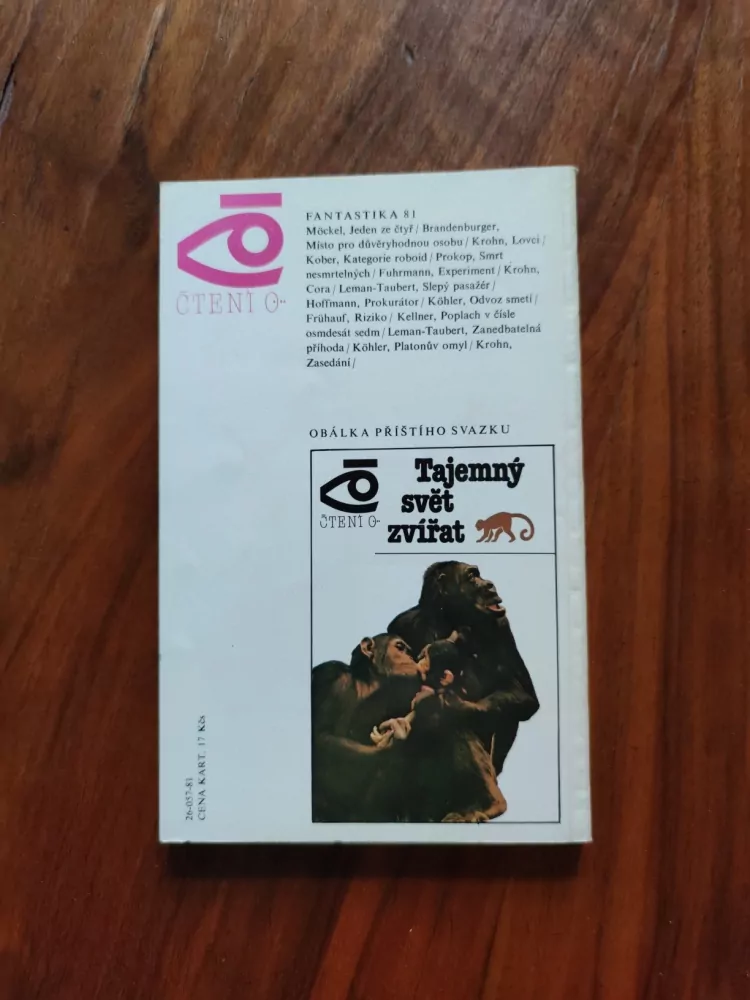 ČTENÍ O···
FANTASTIKA 81
Möckel, Jeden ze čtyř / Brandenburger,
Místo pro důvěryhodnou osobu / Krohn, Lovci /
Kober, Kategorie roboid / Prokop, Smrt
nesmrtelných / Fuhrmann, Experiment / Krohn,
Cora / Leman-Taubert, Slepý pasažér /
Hoffmann, Prokurátor / Köhler, Odvoz smetí /
Frühauf, Riziko / Kellner, Poplach v čísle
osmdesát sedm / Leman-Taubert, Zanedbatelná
příhoda / Köhler, Platonův omyl / Krohn,
Zasedání /
OBÁLKA PŘÍŠTÍHO SVAZKU
ČTENÍ O···
Tajemný
svět
zvířat
26-057-81
CENA KART. 17 Kčs